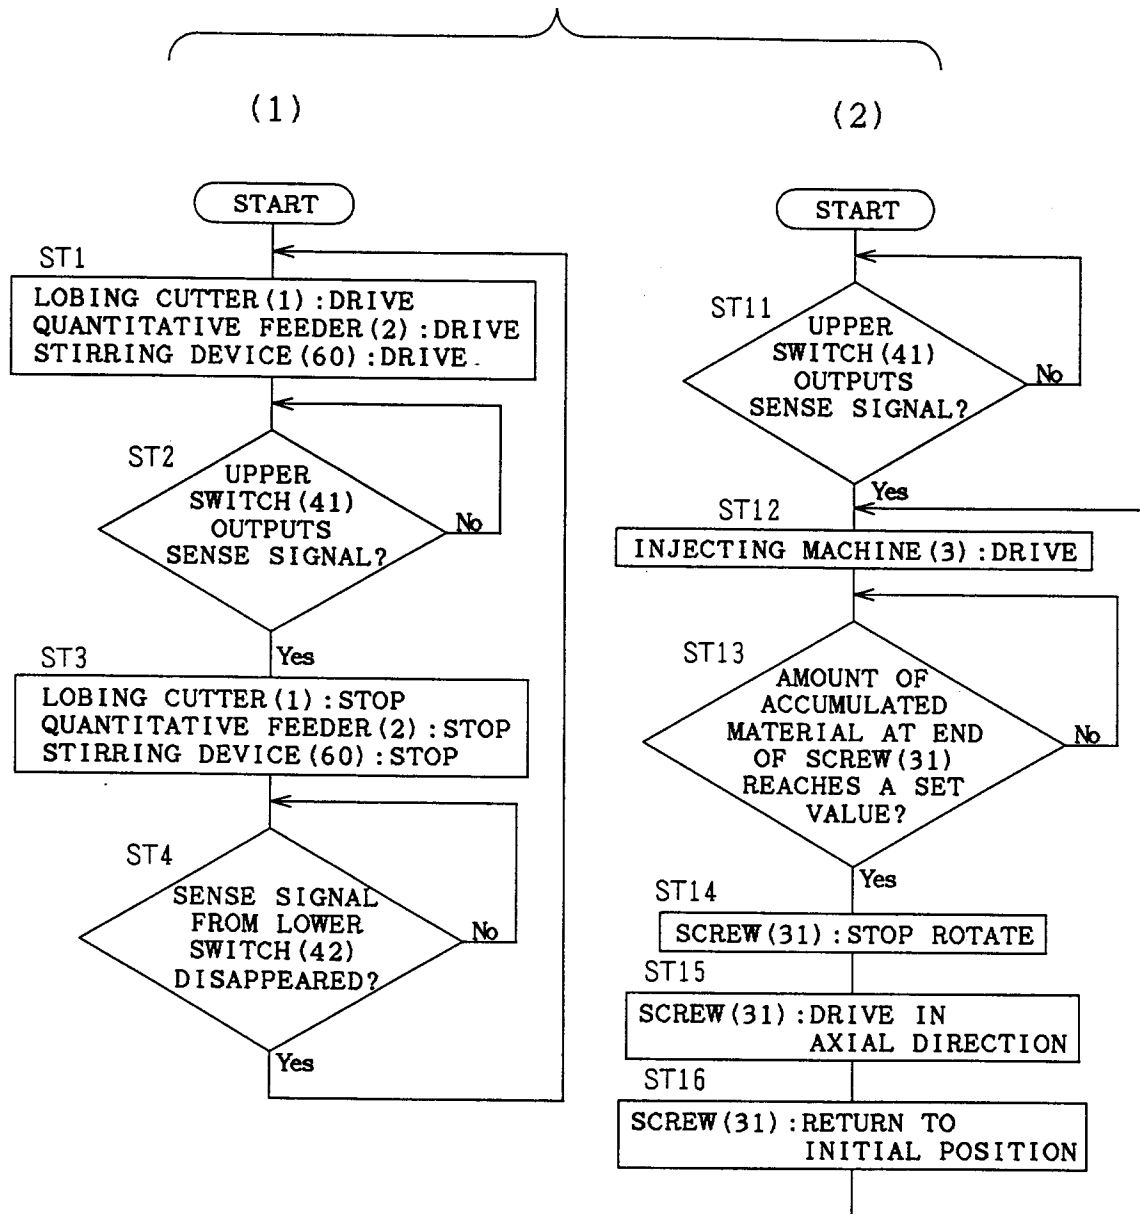 (1)
START
ST1
LOBING CUTTER(1):DRIVE
QUANTITATIVE FEEDER(2):DRIVE
STIRRING DEVICE(60):DRIVE
ST2
UPPER
SWITCH(41)
OUTPUTS
SENSE SIGNAL?
No
Yes
ST3
LOBING CUTTER(1):STOP
QUANTITATIVE FEEDER(2):STOP
STIRRING DEVICE(60):STOP
ST4
SENSE SIGNAL
FROM LOWER
SWITCH(42)
DISAPPEARED?
No
Yes
(2)
START
ST11
UPPER
SWITCH(41)
OUTPUTS
SENSE SIGNAL?
No
Yes
ST12
INJECTING MACHINE(3):DRIVE
ST13
AMOUNT OF
ACCUMULATED
MATERIAL AT END
OF SCREW(31)
REACHES A SET
VALUE?
No
Yes
ST14
SCREW(31):STOP ROTATE
ST15
SCREW(31):DRIVE IN
AXIAL DIRECTION
ST16
SCREW(31):RETURN TO
INITIAL POSITION